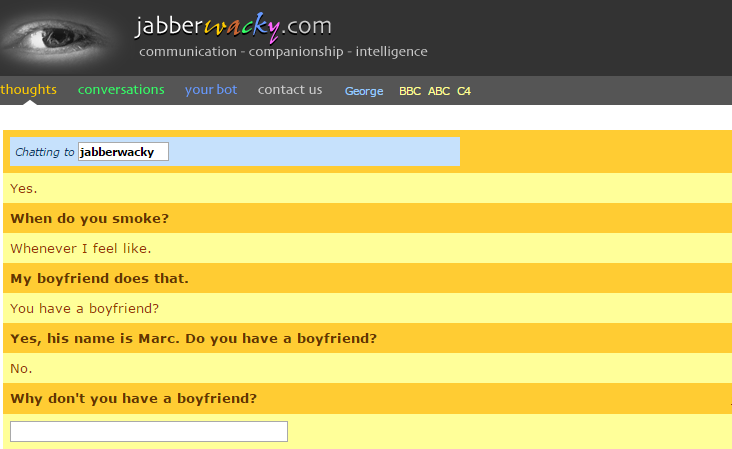 jabberwacky.com
communication - companionship - intelligence
thoughts conversations your bot contact us George BBC ABC C4
Chatting to jabberwacky
Yes.
When do you smoke?
Whenever I feel like.
My boyfriend does that.
You have a boyfriend?
Yes, his name is Marc. Do you have a boyfriend?
No.
Why don't you have a boyfriend?